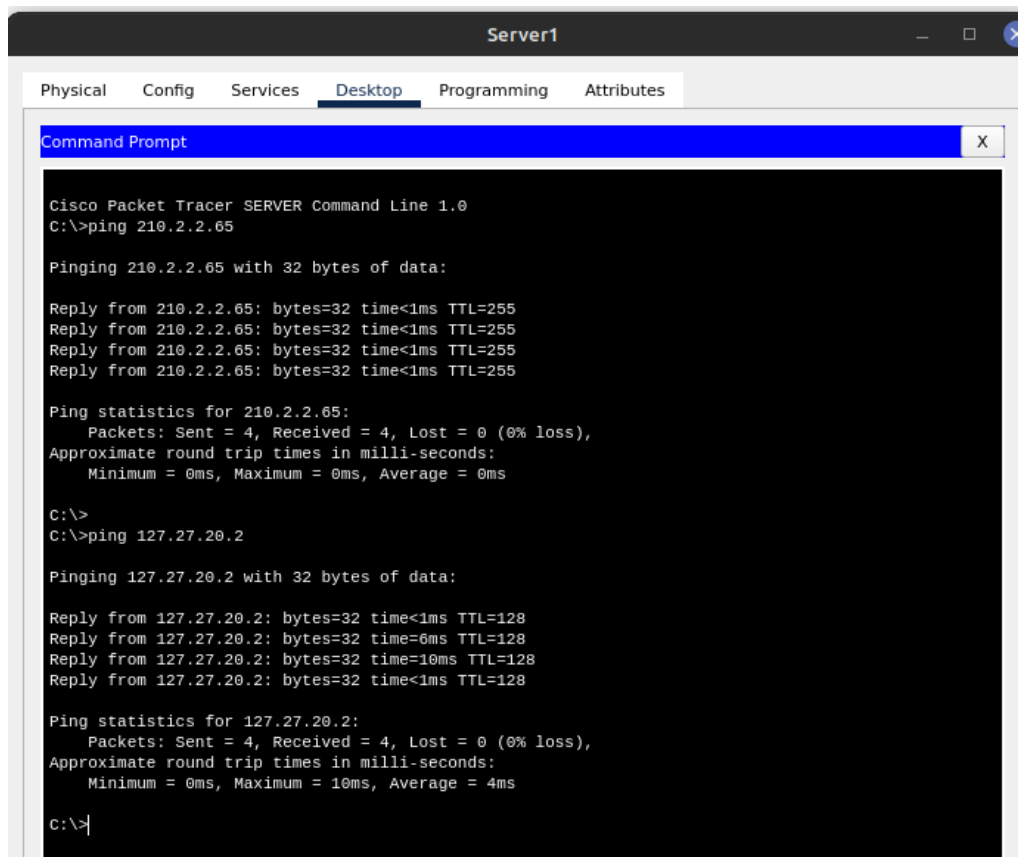 Server1
Physical Config Services Desktop Programming Attributes
Command Prompt X
Cisco Packet Tracer SERVER Command Line 1.0
C:\>ping 210.2.2.65
Pinging 210.2.2.65 with 32 bytes of data:
Reply from 210.2.2.65: bytes=32 time<1ms TTL=255
Reply from 210.2.2.65: bytes=32 time<1ms TTL=255
Reply from 210.2.2.65: bytes=32 time<1ms TTL=255
Reply from 210.2.2.65: bytes=32 time<1ms TTL=255
Ping statistics for 210.2.2.65:
Packets: Sent = 4, Received = 4, Lost = 0 (0% loss),
Approximate round trip times in milli-seconds:
Minimum = 0ms, Maximum = 0ms, Average = 0ms
C:\>
C:\>ping 127.27.20.2
Pinging 127.27.20.2 with 32 bytes of data:
Reply from 127.27.20.2: bytes=32 time<1ms TTL=128
Reply from 127.27.20.2: bytes=32 time=6ms TTL=128
Reply from 127.27.20.2: bytes=32 time=10ms TTL=128
Reply from 127.27.20.2: bytes=32 time<1ms TTL=128
Ping statistics for 127.27.20.2:
Packets: Sent = 4, Received = 4, Lost = 0 (0% loss),
Approximate round trip times in milli-seconds:
Minimum = 0ms, Maximum = 10ms, Average = 4ms
C:\>